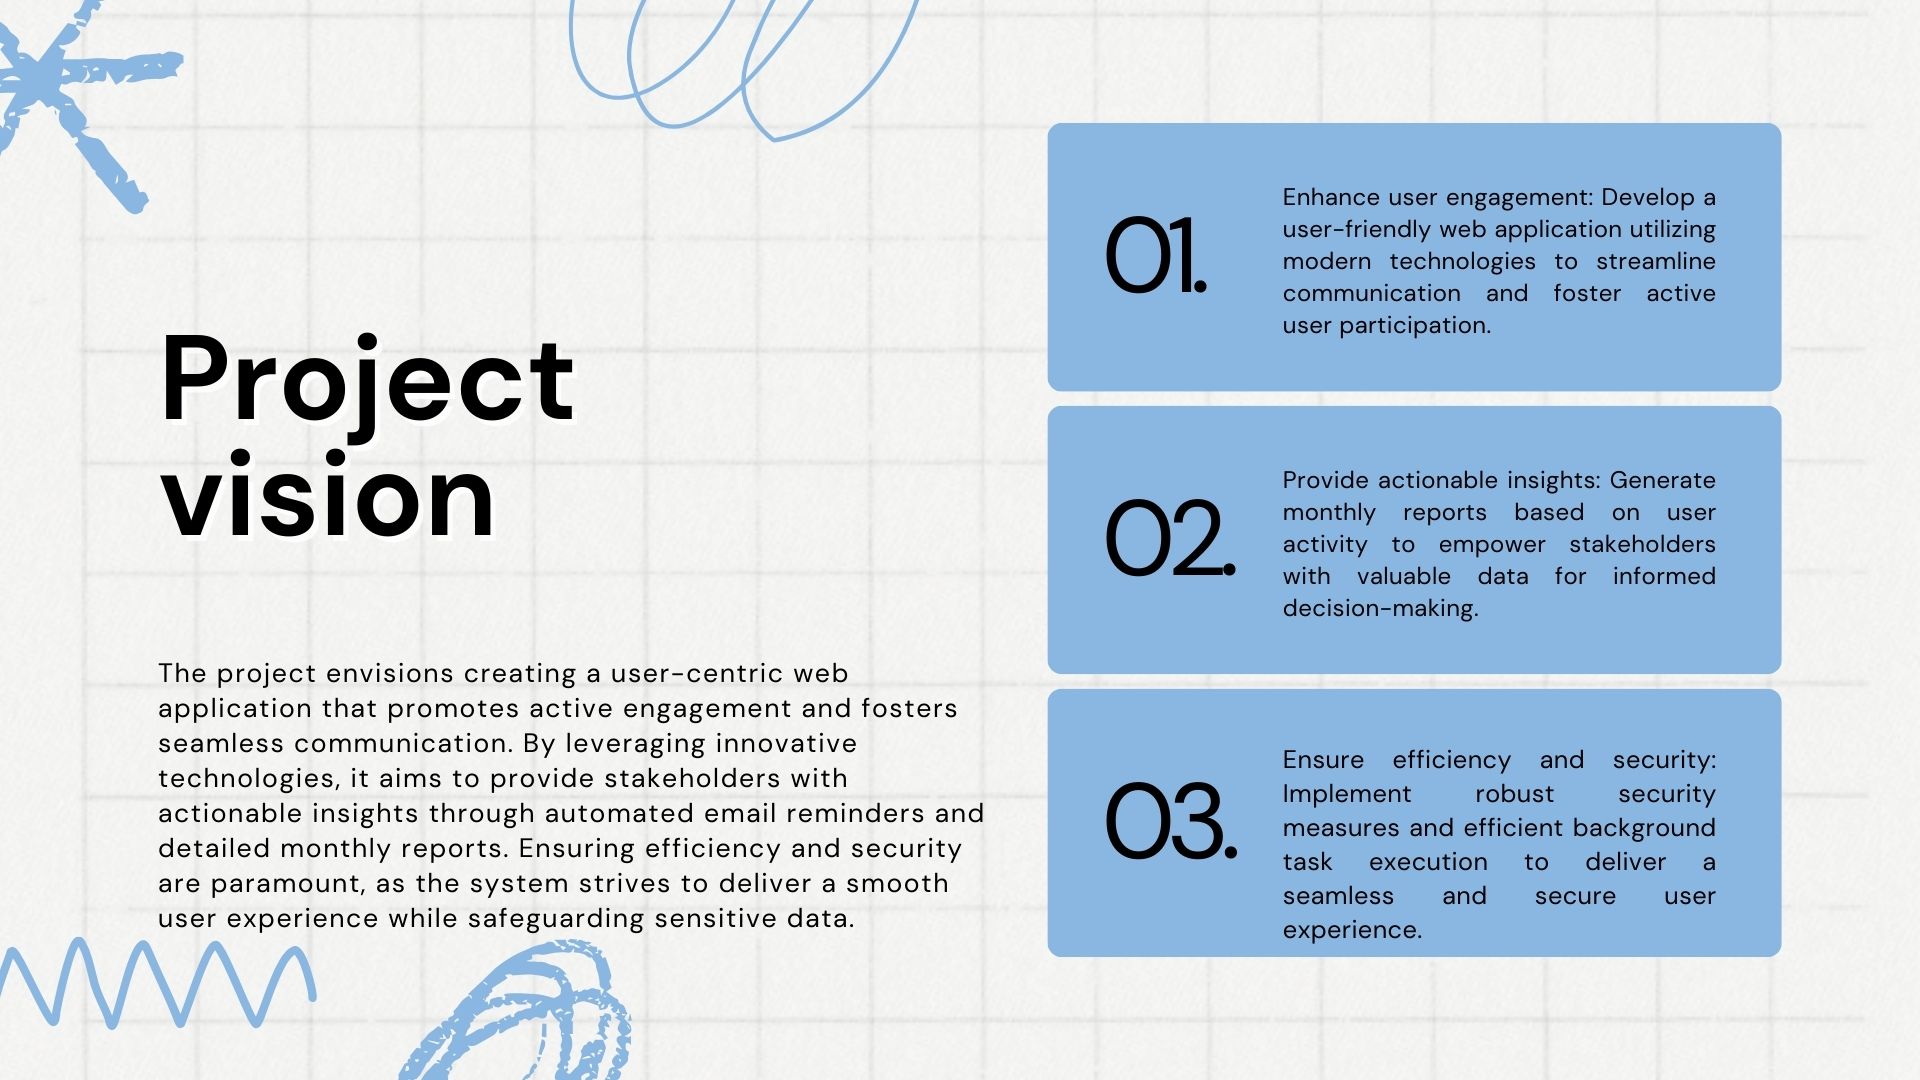 Project
vision
The project envisions creating a user-centric web
application that promotes active engagement and fosters
seamless communication. By leveraging innovative
technologies, it aims to provide stakeholders with
actionable insights through automated email reminders and
detailed monthly reports. Ensuring efficiency and security
are paramount, as the system strives to deliver a smooth
user experience while safeguarding sensitive data.
01.
Enhance user engagement: Develop a
user-friendly web application utilizing
modern technologies to streamline
communication and foster active
user participation.
02.
Provide actionable insights: Generate
monthly reports based on user
activity to empower stakeholders
with valuable data for informed
decision-making.
03.
Ensure efficiency and security:
Implement robust security
measures and efficient background
task execution to deliver a
seamless and secure user
experience.